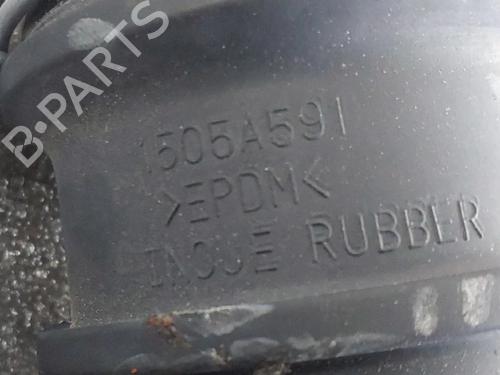 B-PARTS
1505A591
>EPDM<
INOUE RUBBER